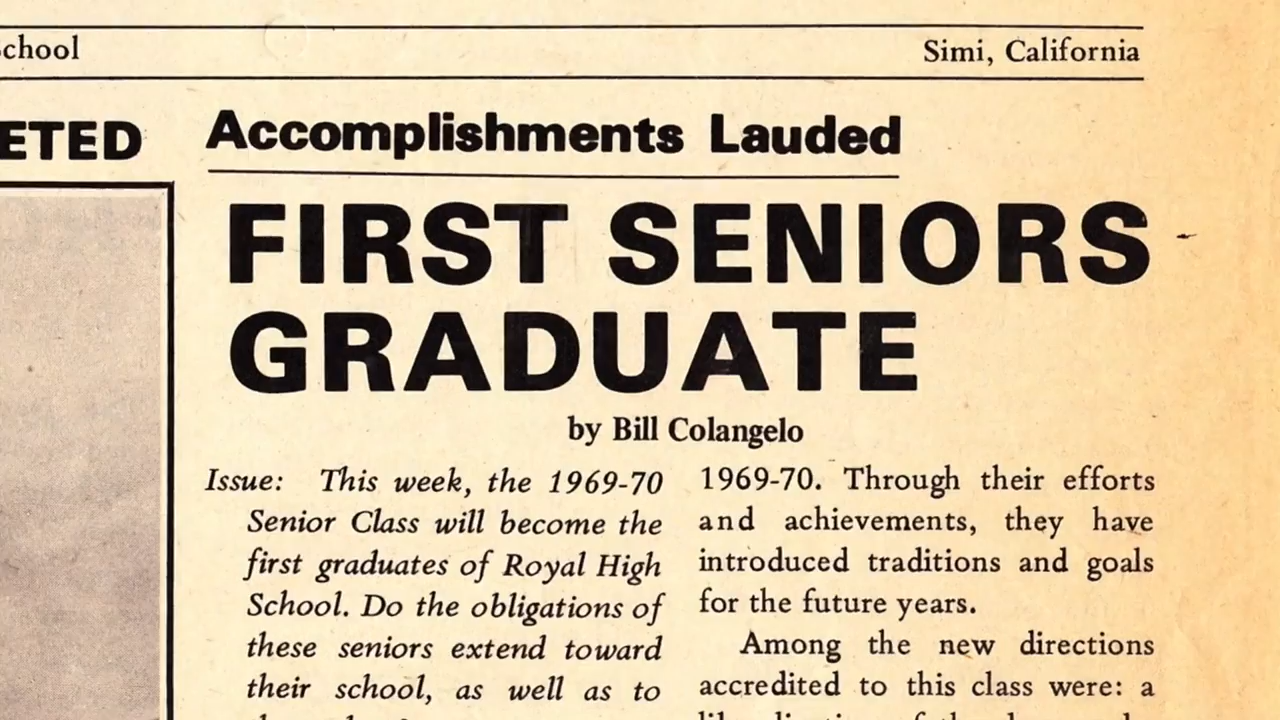 School
Simi, California
ETED
Accomplishments Lauded
FIRST SENIORS
GRADUATE
by Bill Colangelo
Issue: This week, the 1969-70
Senior Class will become the
first graduates of Royal High
School. Do the obligations of
these seniors extend toward
their school, as well as to
1969-70. Through their efforts
and achievements, they have
introduced traditions and goals
for the future years.
Among the new directions
accredited to this class were: a